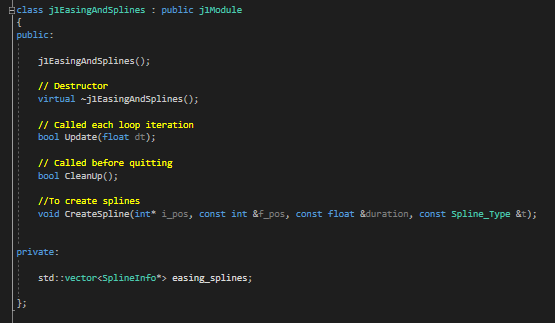 class j1EasingAndSplines : public j1Module
{
public:
j1EasingAndSplines();
// Destructor
virtual ~j1EasingAndSplines();
// Called each loop iteration
bool Update(float dt);
// Called before quitting
bool CleanUp();
//To create splines
void CreateSpline(int* i_pos, const int &f_pos, const float &duration, const Spline_Type &t);
private:
std::vector<SplineInfo*> easing_splines;
};